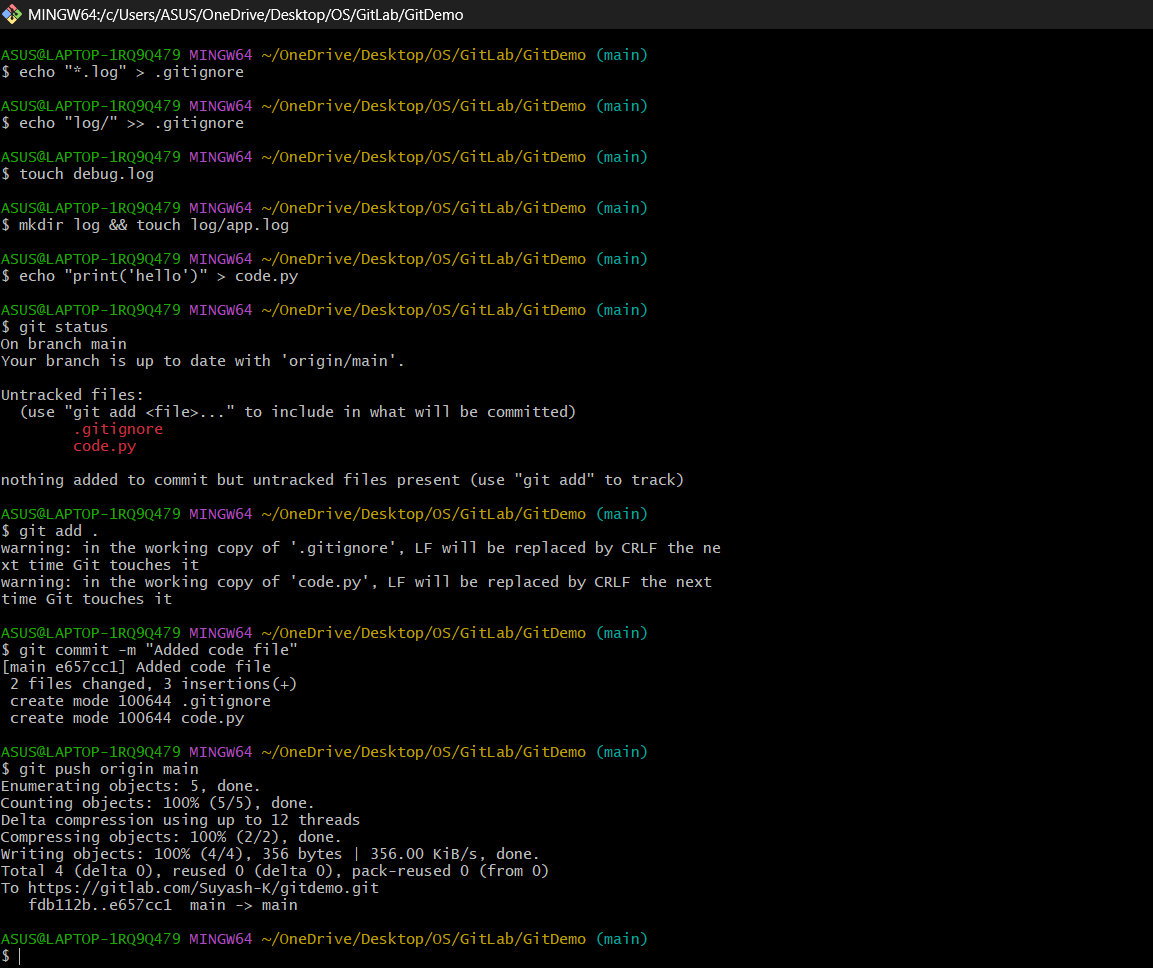 MINGW64:/c/Users/ASUS/OneDrive/Desktop/OS/GitLab/GitDemo
ASUS@LAPTOP-1RQ9Q479 MINGW64 ~/OneDrive/Desktop/OS/GitLab/GitDemo (main)
$ echo "*.log" > .gitignore
ASUS@LAPTOP-1RQ9Q479 MINGW64 ~/OneDrive/Desktop/OS/GitLab/GitDemo (main)
$ echo "log/" >> .gitignore
ASUS@LAPTOP-1RQ9Q479 MINGW64 ~/OneDrive/Desktop/OS/GitLab/GitDemo (main)
$ touch debug.log
ASUS@LAPTOP-1RQ9Q479 MINGW64 ~/OneDrive/Desktop/OS/GitLab/GitDemo (main)
$ mkdir log && touch log/app.log
ASUS@LAPTOP-1RQ9Q479 MINGW64 ~/OneDrive/Desktop/OS/GitLab/GitDemo (main)
$ echo "print('hello')" > code.py
ASUS@LAPTOP-1RQ9Q479 MINGW64 ~/OneDrive/Desktop/OS/GitLab/GitDemo (main)
$ git status
On branch main
Your branch is up to date with 'origin/main'.
Untracked files:
  (use "git add <file>..." to include in what will be committed)
        .gitignore
        code.py
nothing added to commit but untracked files present (use "git add" to track)
ASUS@LAPTOP-1RQ9Q479 MINGW64 ~/OneDrive/Desktop/OS/GitLab/GitDemo (main)
$ git add .
warning: in the working copy of '.gitignore', LF will be replaced by CRLF the ne
xt time Git touches it
warning: in the working copy of 'code.py', LF will be replaced by CRLF the next
time Git touches it
ASUS@LAPTOP-1RQ9Q479 MINGW64 ~/OneDrive/Desktop/OS/GitLab/GitDemo (main)
$ git commit -m "Added code file"
[main e657cc1] Added code file
 2 files changed, 3 insertions(+)
 create mode 100644 .gitignore
 create mode 100644 code.py
ASUS@LAPTOP-1RQ9Q479 MINGW64 ~/OneDrive/Desktop/OS/GitLab/GitDemo (main)
$ git push origin main
Enumerating objects: 5, done.
Counting objects: 100% (5/5), done.
Delta compression using up to 12 threads
Compressing objects: 100% (2/2), done.
Writing objects: 100% (4/4), 356 bytes | 356.00 KiB/s, done.
Total 4 (delta 0), reused 0 (delta 0), pack-reused 0 (from 0)
To https://gitlab.com/Suyash-K/gitdemo.git
   fdb112b..e657cc1  main -> main
ASUS@LAPTOP-1RQ9Q479 MINGW64 ~/OneDrive/Desktop/OS/GitLab/GitDemo (main)
$